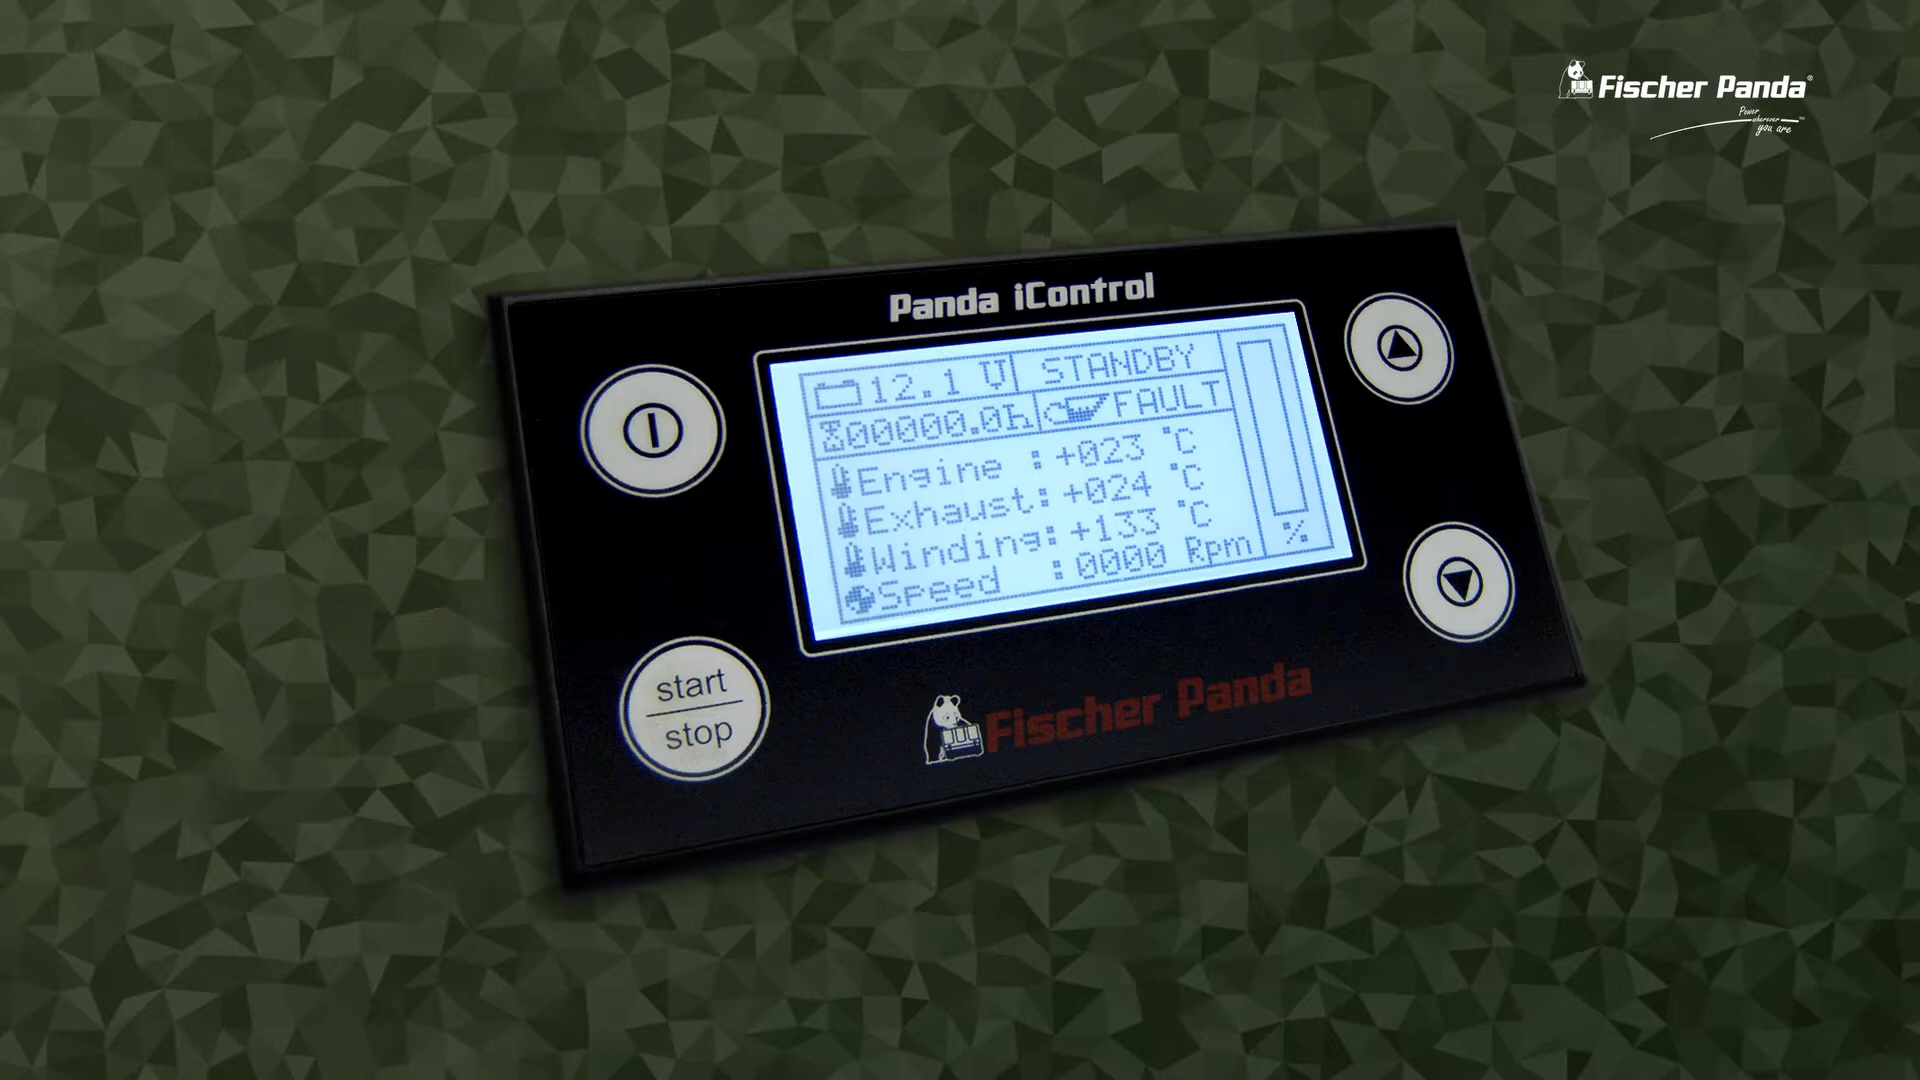 Fischer Panda®
Power
wherever
you are™
Panda iControl
12.1 V STANDBY
00000.0h FAULT
Engine :+023 °C
Exhaust:+024 °C
Winding:+133 °C
Speed :0000 Rpm
%
start
stop
Fischer Panda